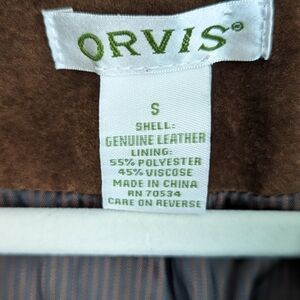 ORVIS®
S
SHELL:
GENUINE LEATHER
LINING:
55% POLYESTER
45% VISCOSE
MADE IN CHINA
RN 70534
CARE ON REVERSE